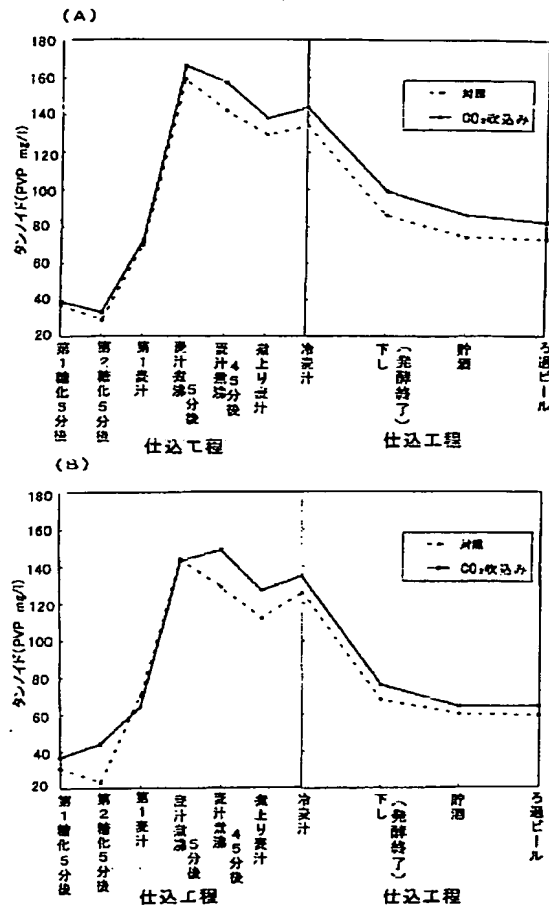 (A)
180
160
140
120
100
80
60
40
20
タンノイド(PVP mg/l)
対照
CO₂吹込み
第1糖化5分後
第2糖化5分後
第1麦汁
麦汁煮沸5分後
麦汁煮沸45分後
煮上り麦汁
冷麦汁
下し(発酵終了)
貯酒
ろ過ビール
仕込工程
仕込工程
(B)
180
160
140
120
100
80
60
40
20
タンノイド(PVP mg/l)
対照
CO₂吹込み
第1糖化5分後
第2糖化5分後
第1麦汁
麦汁煮沸5分後
麦汁煮沸45分後
煮上り麦汁
冷麦汁
下し(発酵終了)
貯酒
ろ過ビール
仕込工程
仕込工程